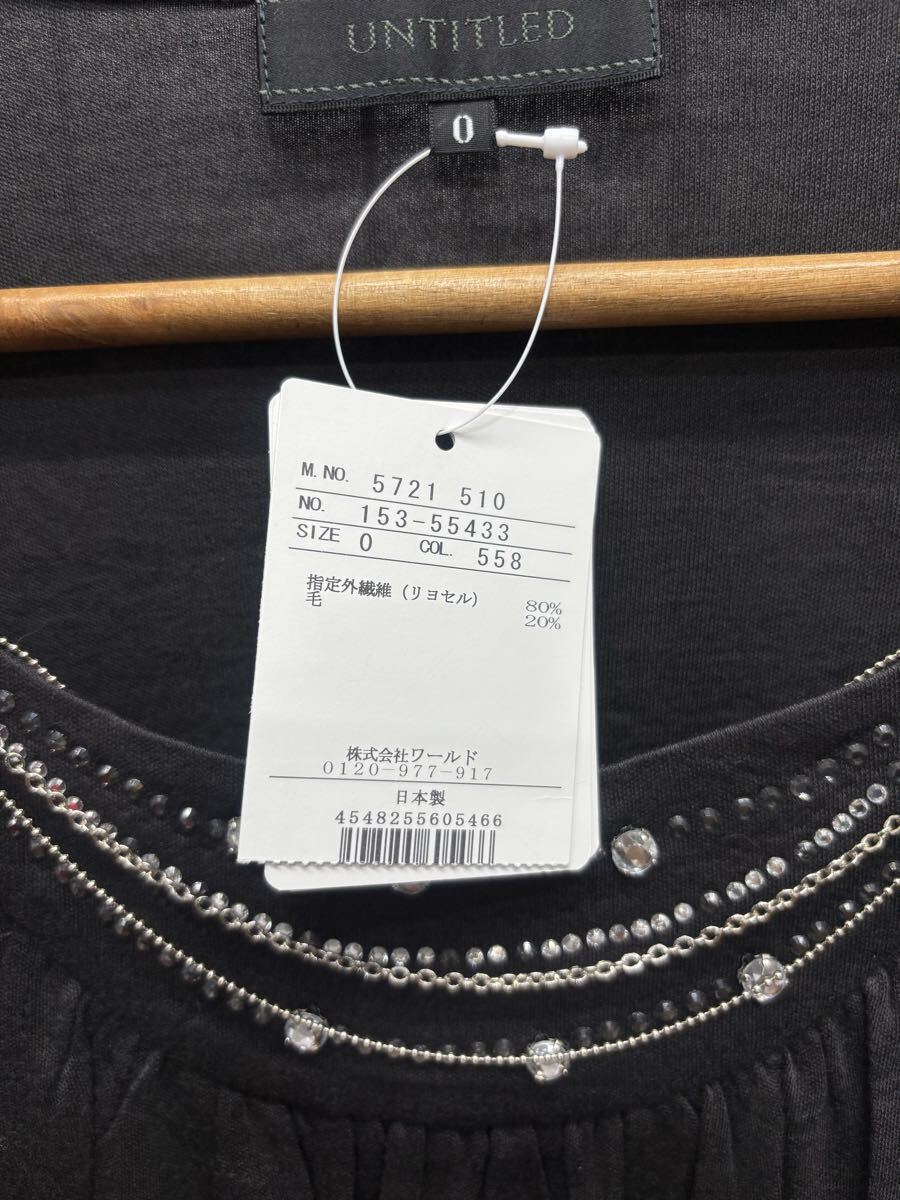 UNTITLED
0
M.NO. 5721 510
NO. 153-55433
SIZE 0 COL. 558
指定外繊維 (リヨセル) 80%
毛 20%
株式会社ワールド
0120-977-917
日本製
4548255605466